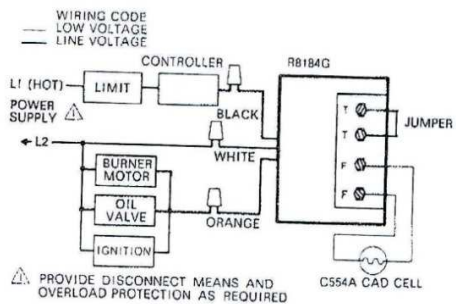 WIRING CODE
LOW VOLTAGE
LINE VOLTAGE
CONTROLLER
R8184G
L1 (HOT)
LIMIT
POWER
SUPPLY
BLACK
T
T
JUMPER
L2
WHITE
F
F
BURNER
MOTOR
OIL
VALVE
ORANGE
IGNITION
PROVIDE DISCONNECT MEANS AND
OVERLOAD PROTECTION AS REQUIRED
C554A CAD CELL